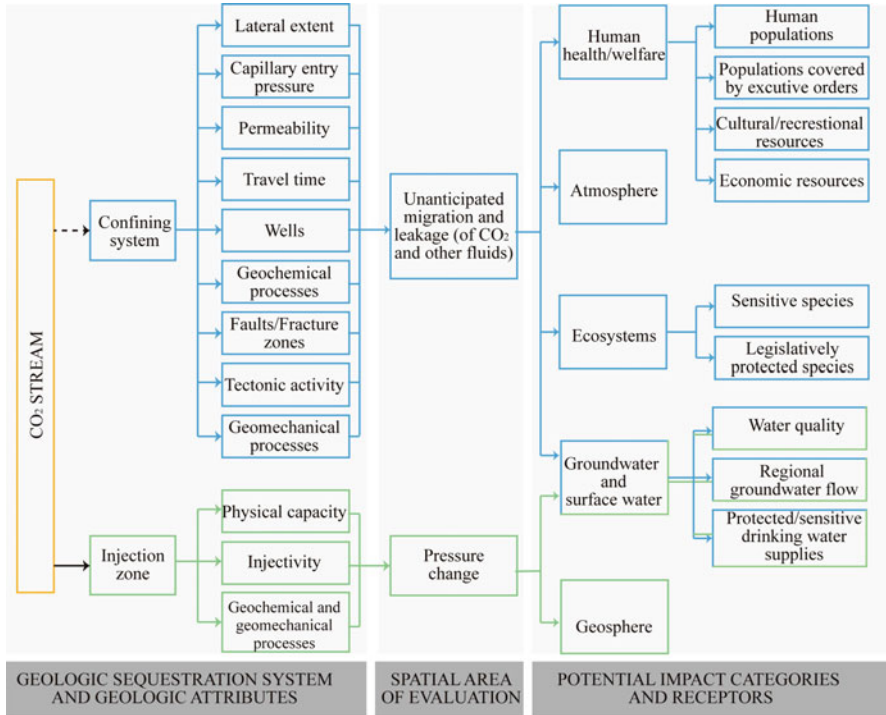 CO₂ STREAM
Confining
system
Injection
zone
Lateral extent
Capillary entry
pressure
Permeability
Travel time
Wells
Geochemical
processes
Faults/Fracture
zones
Tectonic activity
Geomechanical
processes
Physical capacity
Injectivity
Geochemical and
geomechanical
processes
Unanticipated
migration and
leakage (of CO₂
and other fluids)
Pressure
change
Human
health/welfare
Atmosphere
Ecosystems
Groundwater
and
surface water
Geosphere
Human
populations
Populations covered
by excutive orders
Cultural/recrestional
resources
Economic resources
Sensitive species
Legislatively
protected species
Water quality
Regional
groundwater flow
Protected/sensitive
drinking water
supplies
GEOLOGIC SEQUESTRATION SYSTEM
AND GEOLOGIC ATTRIBUTES
SPATIAL AREA
OF EVALUATION
POTENTIAL IMPACT CATEGORIES
AND RECEPTORS